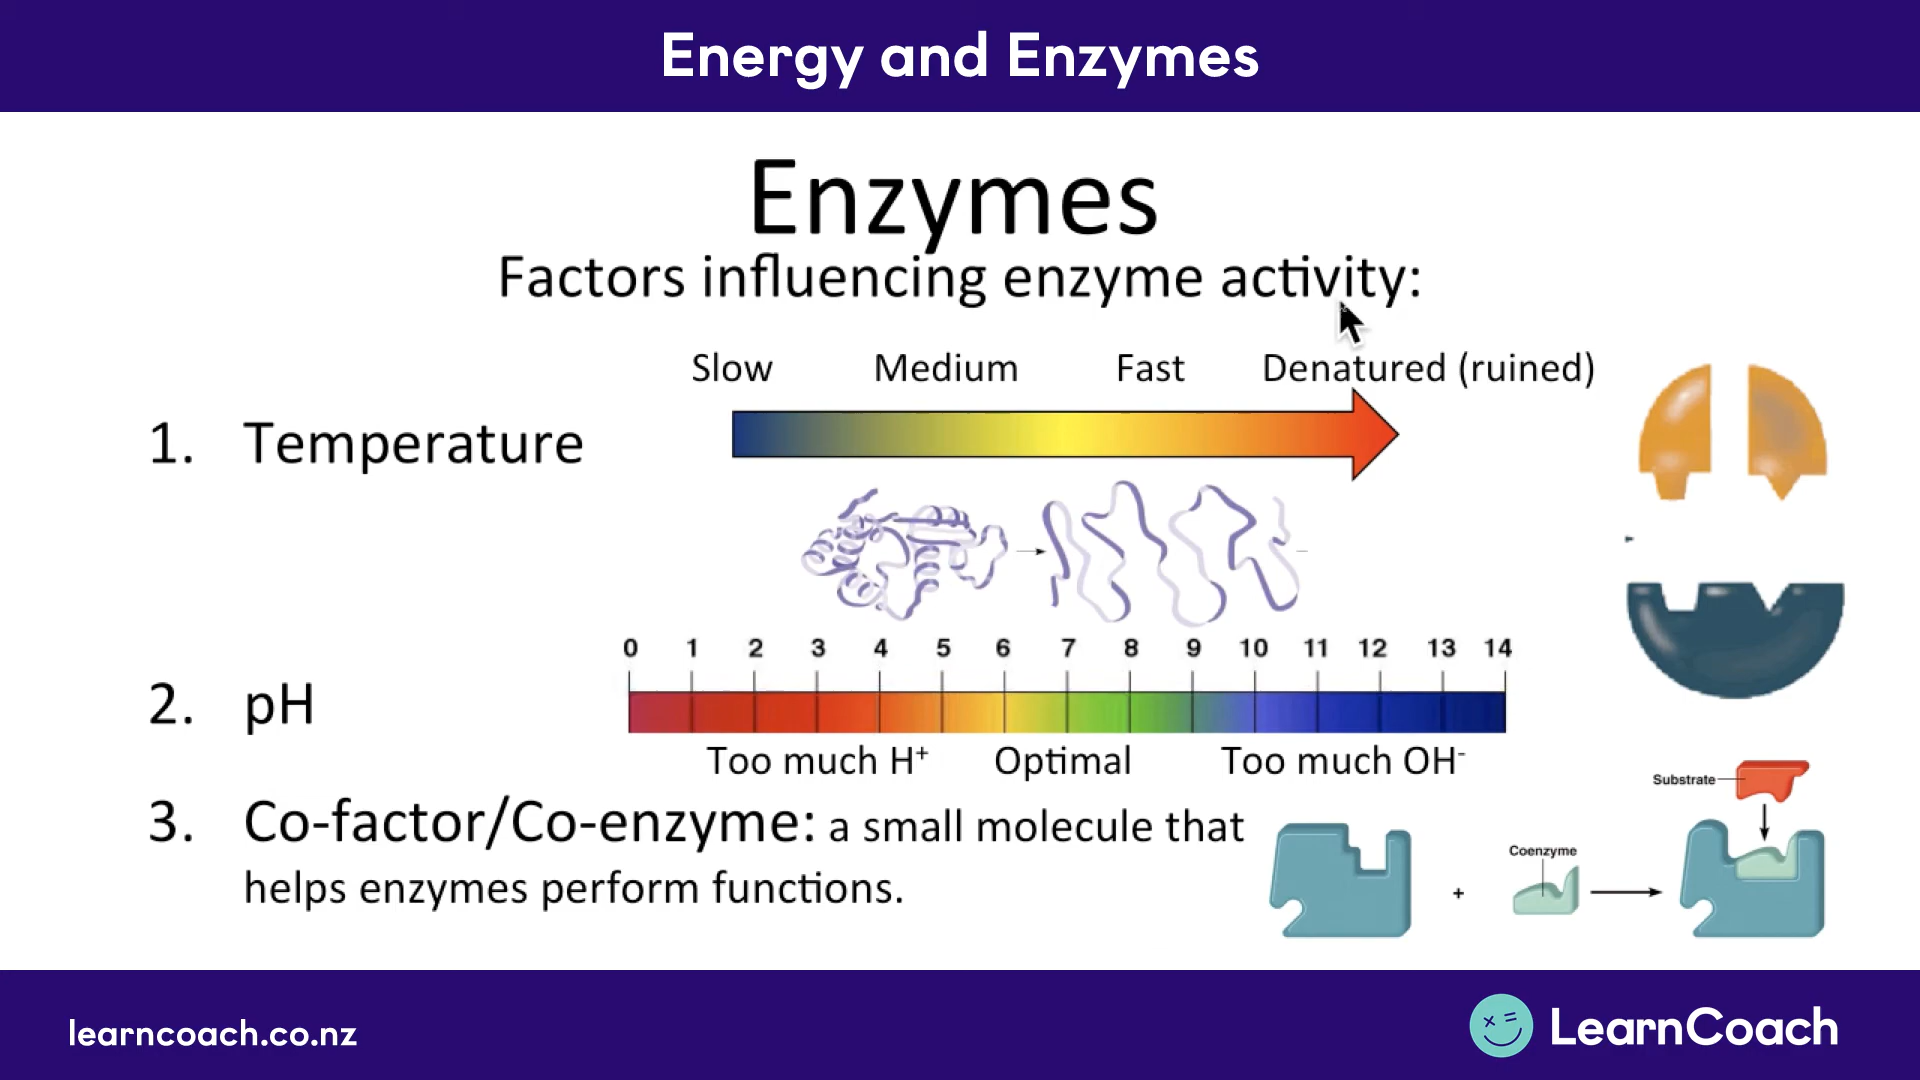 Energy and Enzymes
Enzymes
Factors influencing enzyme activity:
Slow Medium Fast Denatured (ruined)
1. Temperature
0 1 2 3 4 5 6 7 8 9 10 11 12 13 14
2. pH
Too much H⁺ Optimal Too much OH⁻
3. Co-factor/Co-enzyme: a small molecule that
helps enzymes perform functions.
Substrate
Coenzyme
+
learncoach.co.nz
LearnCoach